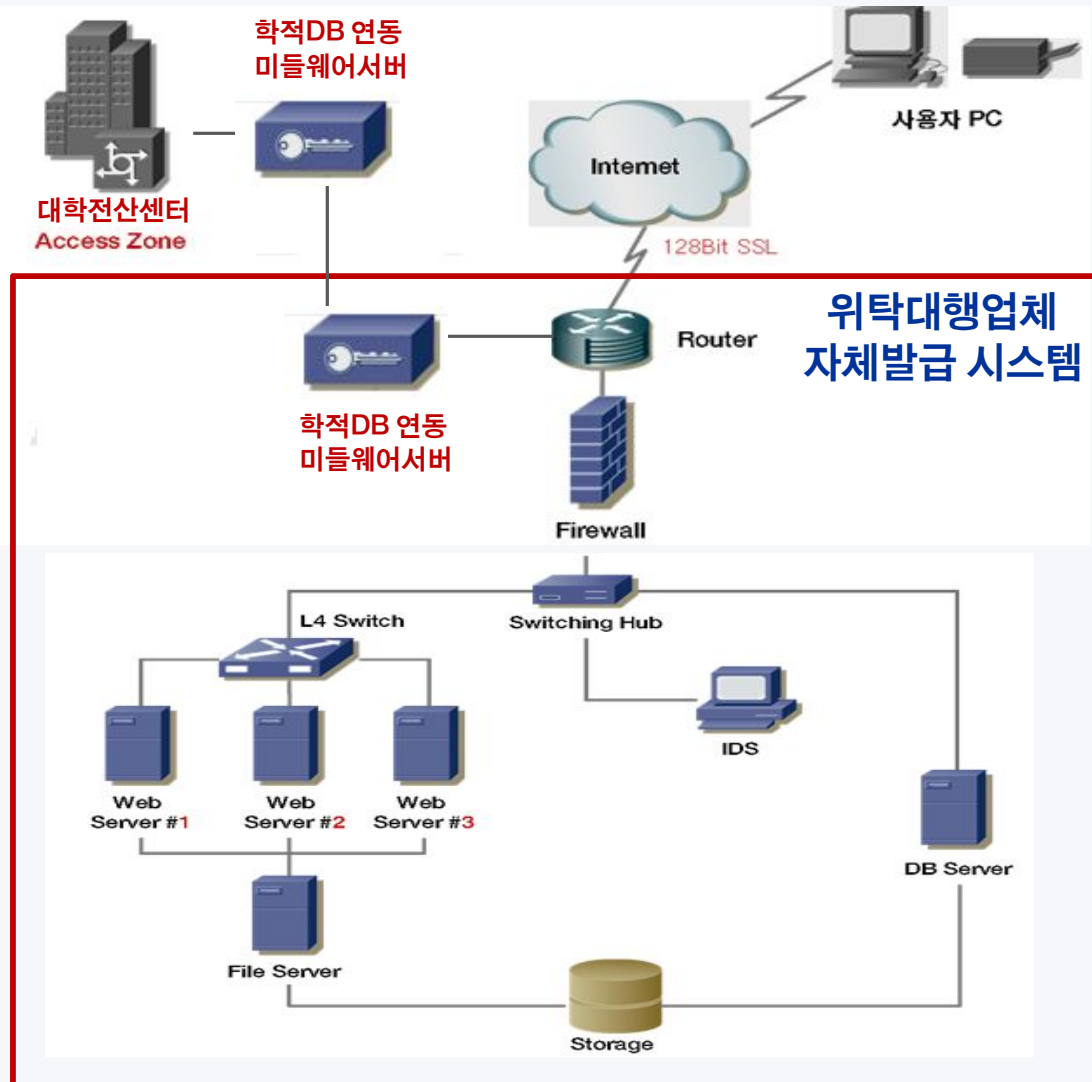 학적DB 연동
미들웨어서버
사용자 PC
Internet
대학전산센터
Access Zone
128Bit SSL
위탁대행업체
자체발급 시스템
Router
학적DB 연동
미들웨어서버
Firewall
L4 Switch
Switching Hub
IDS
Web
Server #1
Web
Server #2
Web
Server #3
DB Server
File Server
Storage